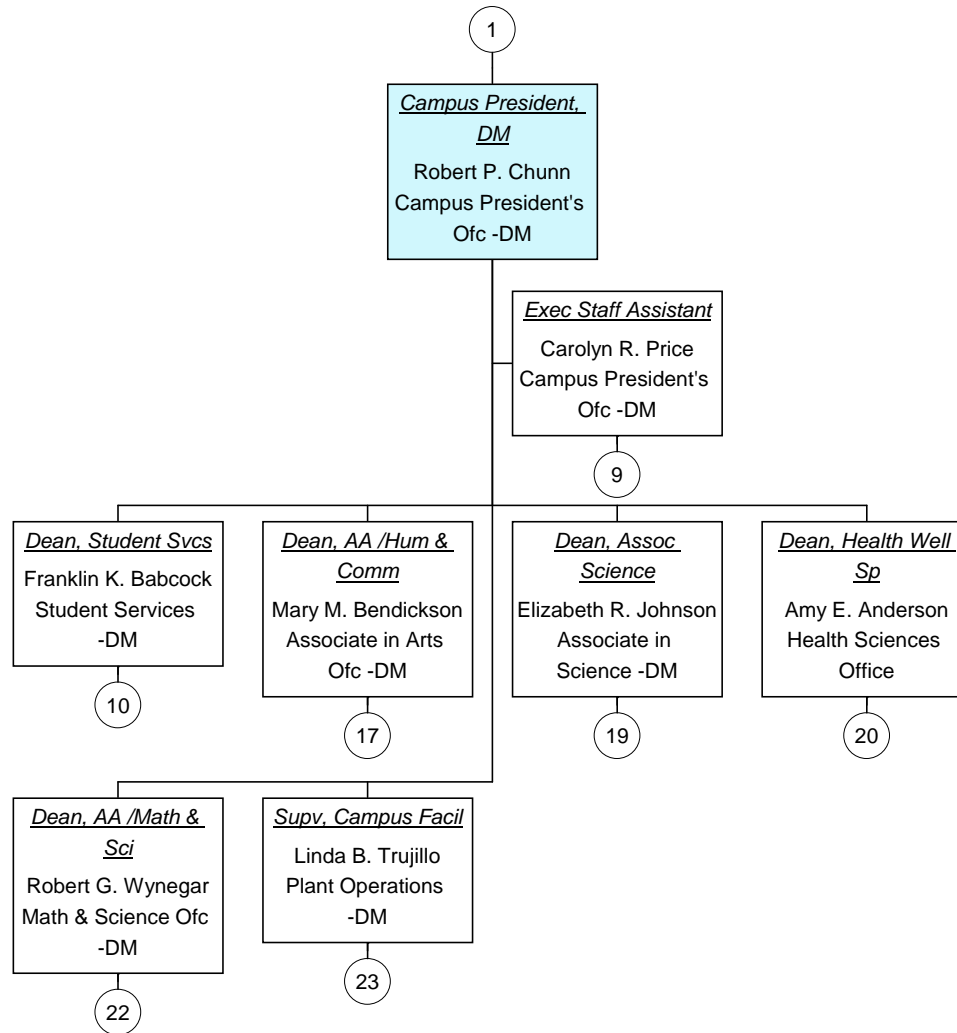 1
Campus President,
DM
Robert P. Chunn
Campus President's
Ofc -DM
Exec Staff Assistant
Carolyn R. Price
Campus President's
Ofc -DM
9
Dean, Student Svcs
Franklin K. Babcock
Student Services
-DM
10
Dean, AA /Hum &
Comm
Mary M. Bendickson
Associate in Arts
Ofc -DM
17
Dean, Assoc
Science
Elizabeth R. Johnson
Associate in
Science -DM
19
Dean, Health Well
Sp
Amy E. Anderson
Health Sciences
Office
20
Dean, AA /Math &
Sci
Robert G. Wynegar
Math & Science Ofc
-DM
22
Supv, Campus Facil
Linda B. Trujillo
Plant Operations
-DM
23